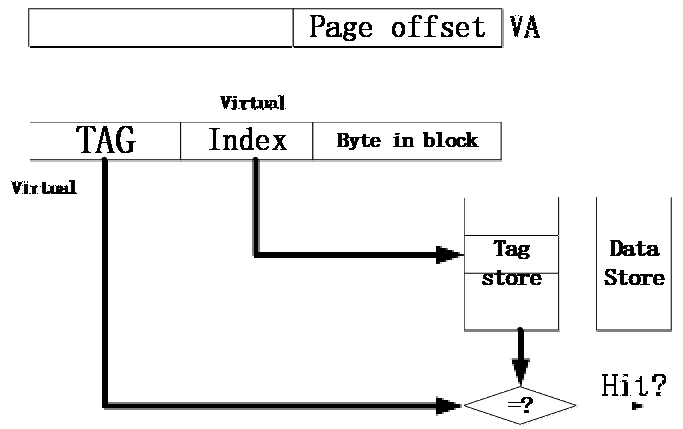 Page offset VA
Virtual
TAG Index Byte in block
Virtual
Tag store
Data Store
Hit?
=?